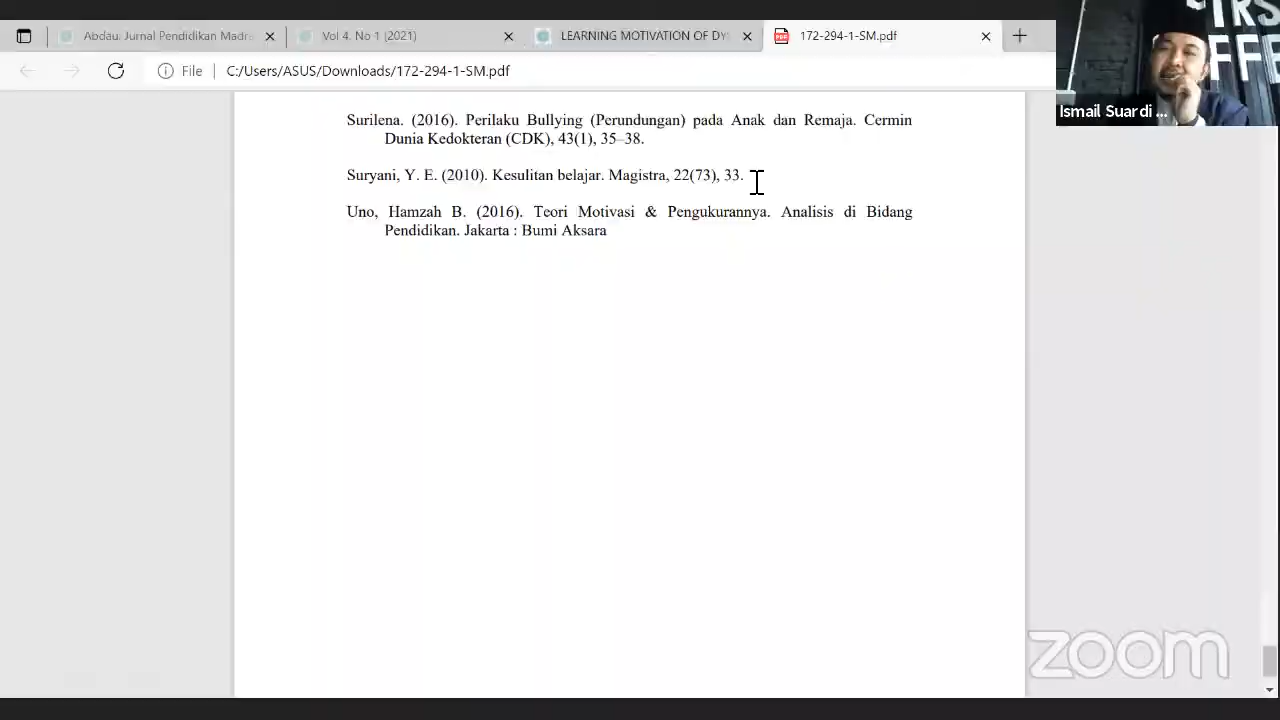 Abdau: Jurnal Pendidikan Madra
Vol 4. No 1 (2021)
LEARNING MOTIVATION OF DY
172-294-1-SM.pdf
File
C:/Users/ASUS/Downloads/172-294-1-SM.pdf
Ismail Suardi ...
Surilena. (2016). Perilaku Bullying (Perundungan) pada Anak dan Remaja. Cermin
Dunia Kedokteran (CDK), 43(1), 35–38.
Suryani, Y. E. (2010). Kesulitan belajar. Magistra, 22(73), 33.
Uno, Hamzah B. (2016). Teori Motivasi & Pengukurannya. Analisis di Bidang
Pendidikan. Jakarta : Bumi Aksara
zoom